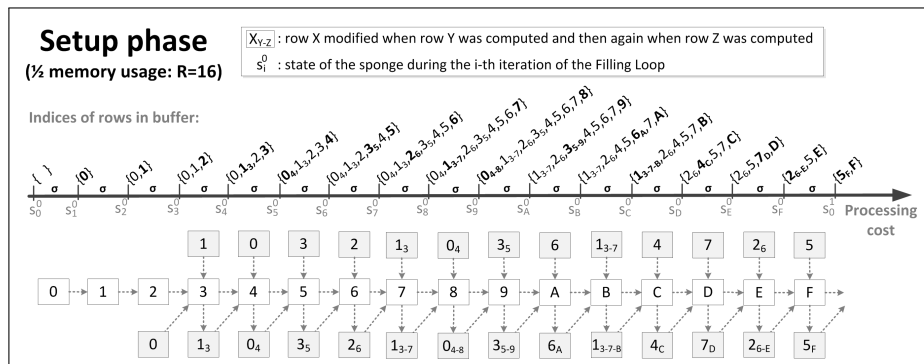 Setup phase
(½ memory usage: R=16)
X_Y-Z : row X modified when row Y was computed and then again when row Z was computed
s_i^0 : state of the sponge during the i-th iteration of the Filling Loop
Indices of rows in buffer:
{ } {0} {0,1} {0,1,2} {0,1_3,2,3} {0_4,1_3,2,3,4} {0_4,1_3,2,3_5,4,5} {0_4,1_3,2_6,3_5,4,5,6} {0_4,1_3-7,2_6,3_5,4,5,6,7} {0_4-8,1_3-7,2_6,3_5,4,5,6,7,8} {1_3-7,2_6,3_5-9,4,5,6,7,9} {1_3-7,2_6,4,5,6_A,7,A} {1_3-7-B,2_6,4,5,7,B} {2_6,4_C,5,7,C} {2_6,5,7_D,D} {2_6-E,5,E} {5_F,F}
σ σ σ σ σ σ σ σ σ σ σ σ σ σ σ σ
s_0^0 s_1^0 s_2^0 s_3^0 s_4^0 s_5^0 s_6^0 s_7^0 s_8^0 s_9^0 s_A^0 s_B^0 s_C^0 s_D^0 s_E^0 s_F^0 s_0^1
Processing
cost
1 0 3 2 1_3 0_4 3_5 6 1_3-7 4 7 2_6 5
0 1 2 3 4 5 6 7 8 9 A B C D E F
0 1_3 0_4 3_5 2_6 1_3-7 0_4-8 3_5-9 6_A 1_3-7-B 4_C 7_D 2_6-E 5_F